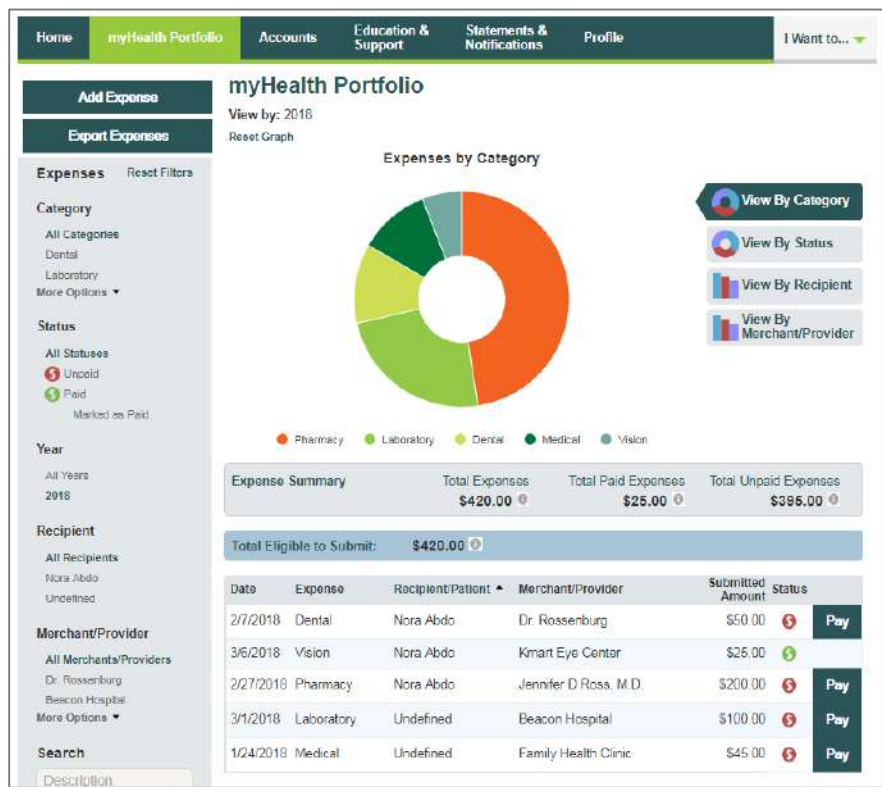 Home myHealth Portfolio Accounts Education & Support Statements & Notifications Profile I Want to...
Add Expense
Export Expenses
Expenses Reset Filters
Category
All Categories
Dental
Laboratory
More Options
Status
All Statuses
Unpaid
Paid
Marked as Paid
Year
All Years
2018
Recipient
All Recipients
Nora Abdo
Undefined
Merchant/Provider
All Merchants/Providers
Dr. Rossenburg
Beacon Hospital
More Options
Search
Description
myHealth Portfolio
View by: 2018
Reset Graph
Expenses by Category
View By Category
View By Status
View By Recipient
View By
Merchant/Provider
Pharmacy Laboratory Dental Medical Vision
Expense Summary Total Expenses Total Paid Expenses Total Unpaid Expenses
$420.00 $25.00 $395.00
Total Eligible to Submit: $420.00
Date Expense Recipient/Patient Merchant/Provider Submitted Amount Status
2/7/2018 Dental Nora Abdo Dr. Rossenburg $50.00 Pay
3/6/2018 Vision Nora Abdo Kmart Eye Center $25.00
2/27/2018 Pharmacy Nora Abdo Jennifer D Ross, M.D. $200.00 Pay
3/1/2018 Laboratory Undefined Beacon Hospital $100.00 Pay
1/24/2018 Medical Undefined Family Health Clinic $45.00 Pay